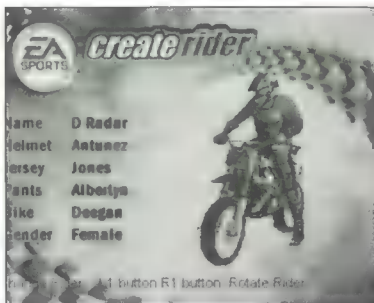 EA
SPORTS
create rider
Name D Radar
Helmet Antunez
Jersey Jones
Pants Albertyn
Bike Deegan
Gender Female
L1 button R1 button Rotate Rider